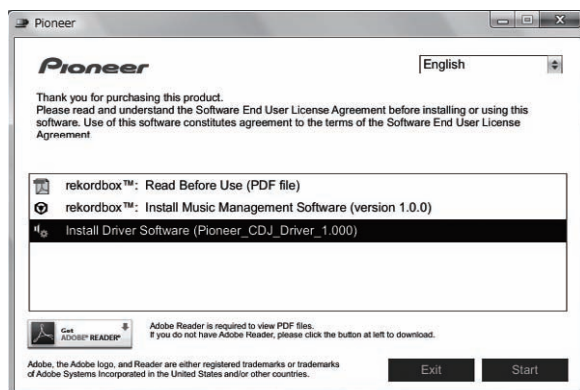 Pioneer
Pioneer
English
Thank you for purchasing this product.
Please read and understand the Software End User License Agreement before installing or using this
software. Use of this software constitutes agreement to the terms of the Software End User License
Agreement.
rekordbox™: Read Before Use (PDF file)
rekordbox™: Install Music Management Software (version 1.0.0)
Install Driver Software (Pioneer_CDJ_Driver_1.000)
Get
ADOBE® READER®
Adobe Reader is required to view PDF files.
If you do not have Adobe Reader, please click the button at left to download.
Adobe, the Adobe logo, and Reader are either registered trademarks or trademarks
of Adobe Systems Incorporated in the United States and/or other countries.
Exit
Start